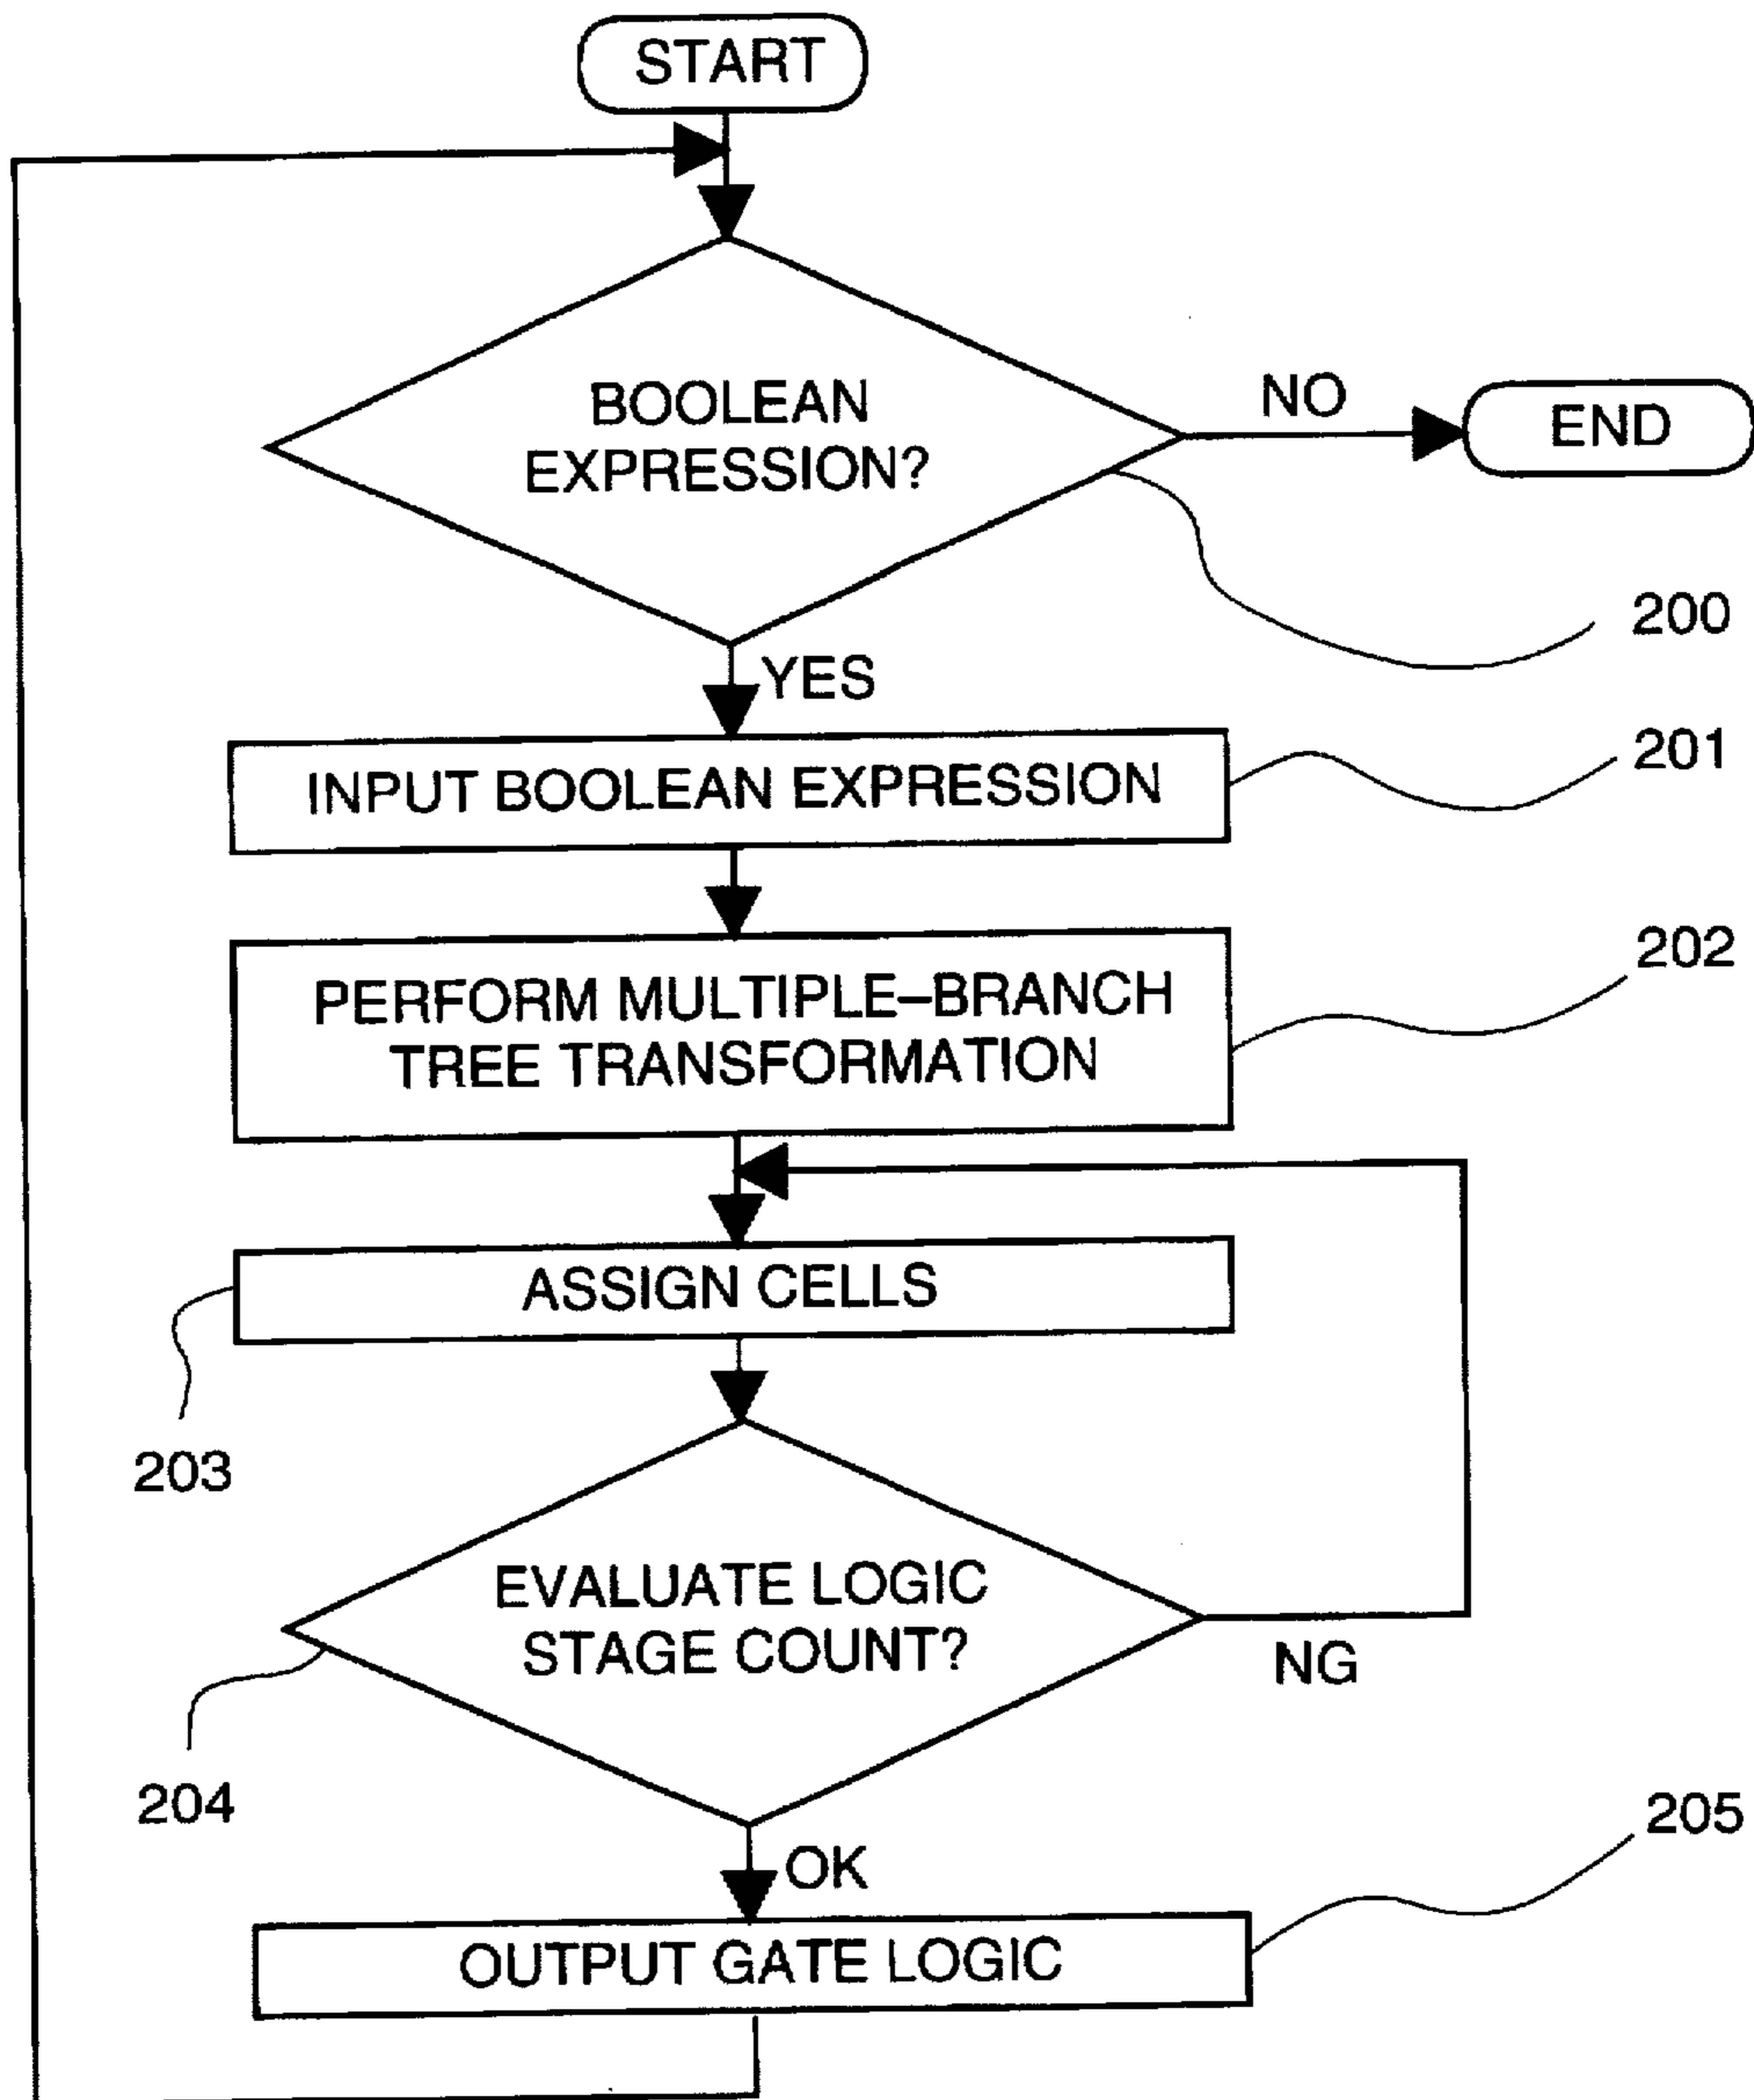 START
BOOLEAN
EXPRESSION?
NO
END
200
YES
INPUT BOOLEAN EXPRESSION
201
PERFORM MULTIPLE–BRANCH
TREE TRANSFORMATION
202
ASSIGN CELLS
203
EVALUATE LOGIC
STAGE COUNT?
NG
204
OK
205
OUTPUT GATE LOGIC